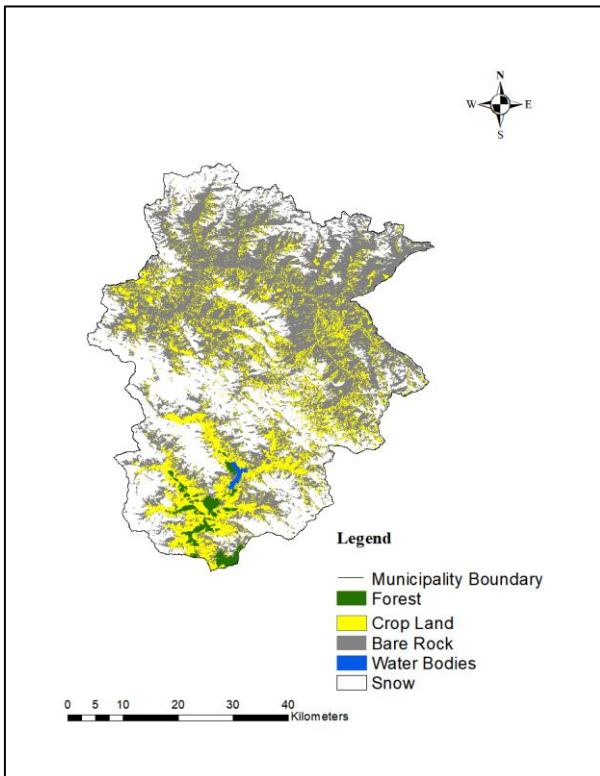 N
W E
S
Legend
Municipality Boundary
Forest
Crop Land
Bare Rock
Water Bodies
Snow
0 5 10 20 30 40
Kilometers